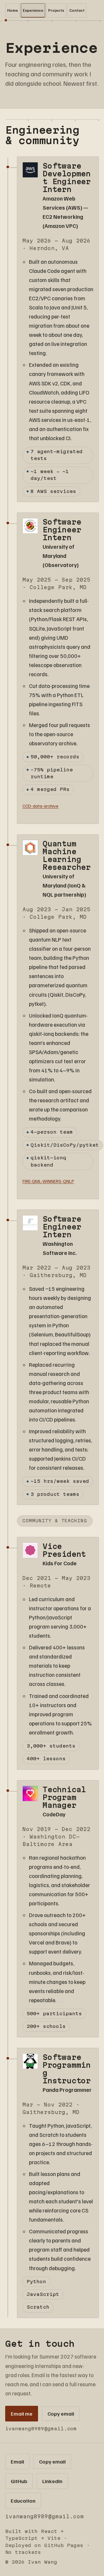 Home Experience Projects Contact
Experience
Four engineering roles, then the
teaching and community work I
did alongside school. Newest first.
Engineering
& community
aws
Software
Developmen
t Engineer
Intern
Amazon Web
Services (AWS) —
EC2 Networking
(Amazon VPC)
May 2026 – Aug 2026
· Herndon, VA
Built an autonomous
Claude Code agent with
custom skills that
migrated seven production
EC2/VPC canaries from
Scala to Java and JUnit 5,
reducing the per-test
migration from about one
week to about one day,
gated on live integration
testing.
Extended an existing
canary framework with
AWS SDK v2, CDK, and
CloudWatch, adding LIFO
resource cleanup, a VPC
test suite spanning eight
AWS services in us-east-1,
and an authentication fix
that unblocked CI.
7 agent-migrated
tests
~1 week → ~1
day/test
8 AWS services
Software
Engineer
Intern
University of
Maryland
(Observatory)
May 2025 – Sep 2025
· College Park, MD
Independently built a full-
stack search platform
(Python/Flask REST APIs,
SQLite, JavaScript front
end) giving UMD
astrophysicists query and
filtering over 50,000+
telescope observation
records.
Cut data-processing time
75% with a Python ETL
pipeline ingesting FITS
files.
Merged four pull requests
to the open source
observatory archive.
50,000+ records
~75% pipeline
runtime
4 merged PRs
CCD data archive
Quantum
Machine
Learning
Researcher
University of
Maryland (IonQ &
NQL partnership)
Aug 2023 – Jan 2025
· College Park, MD
Shipped an open source
quantum NLP text
classifier on a four person
team, building the Python
pipeline that fed parsed
sentences into
parameterized quantum
circuits (Qiskit, DisCoPy,
pytket).
Unlocked IonQ quantum-
hardware execution via
qiskit-ionq backends: the
team's enhanced
SPSA/Adam/genetic
optimizers cut test error
from 41% to 4–9% in
simulation.
Co-built and open-sourced
the research artifact and
wrote up the comparison
methodology.
4-person team
Qiskit/DisCoPy/pytket
qiskit-ionq
backend
FIRE-QML-WINNERS-QNLP
Software
Engineer
Intern
Washington
Software Inc.
May 2022 – Aug 2023
· Gaithersburg, MD
Saved ~15 engineering
hours weekly by designing
an automated
presentation-generation
system in Python
(Selenium, BeautifulSoup)
that replaced the manual
client-reporting workflow.
Replaced recurring
manual research and
data-gathering across
three product teams with
modular, reusable Python
automation integrated
into CI/CD pipelines.
Improved reliability with
structured logging, retries,
error handling, and tests;
supported isolined CI/CD
for consistent releases.
~15 hrs/week saved
3 product teams
COMMUNITY & TEACHING
Vice
President
Kids For Code
Dec 2021 – May 2023
· Remote
Led curriculum and
instructor operations for a
Python/JavaScript
program serving 3,000+
students.
Delivered 400+ lessons
and standardized
materials to keep
instruction consistent
across classes.
Trained and coordinated
10+ instructors and
improved program
operations to support 25%
enrollment growth.
3,000+ students
400+ lessons
Technical
Program
Manager
CodeDay
Nov 2019 – Dec 2022
· Washington DC–
Baltimore Area
Ran regional hackathon
programs end-to-end,
coordinating planning,
logistics, and stakeholder
communication for 500+
participants.
Drove outreach to 200+
schools and secured
sponsorships (including
Vercel and Brave) to
support event delivery.
Managed budgets,
runbooks, and risk/last-
minute changes to keep
events reliable and
repeatable.
500+ participants
200+ schools
Software
Programmin
g
Instructor
Panda Programmer
Mar – Nov 2022 ·
Gaithersburg, MD
Taught Python, JavaScript,
and Scratch to students
ages 6–12 through hands-
on projects and structured
practice.
Built lesson plans and
adapted
pacing/explanations to
match each student's level
while reinforcing core CS
fundamentals.
Communicated progress
clearly to parents and
program staff and helped
students build confidence
through debugging.
Python
JavaScript
Scratch
Get in touch
I'm looking for Summer 2027 software
engineering internships and new-
grad roles. Email is the fastest way to
reach me, and I can send a full resume
on request.
Email me Copy email
ivanwang8989@gmail.com
Email Copy email
GitHub LinkedIn
Education
ivanwang8989@gmail.com
Built with React +
TypeScript + Vite ·
Deployed on GitHub Pages ·
No trackers
© 2026 Ivan Wang